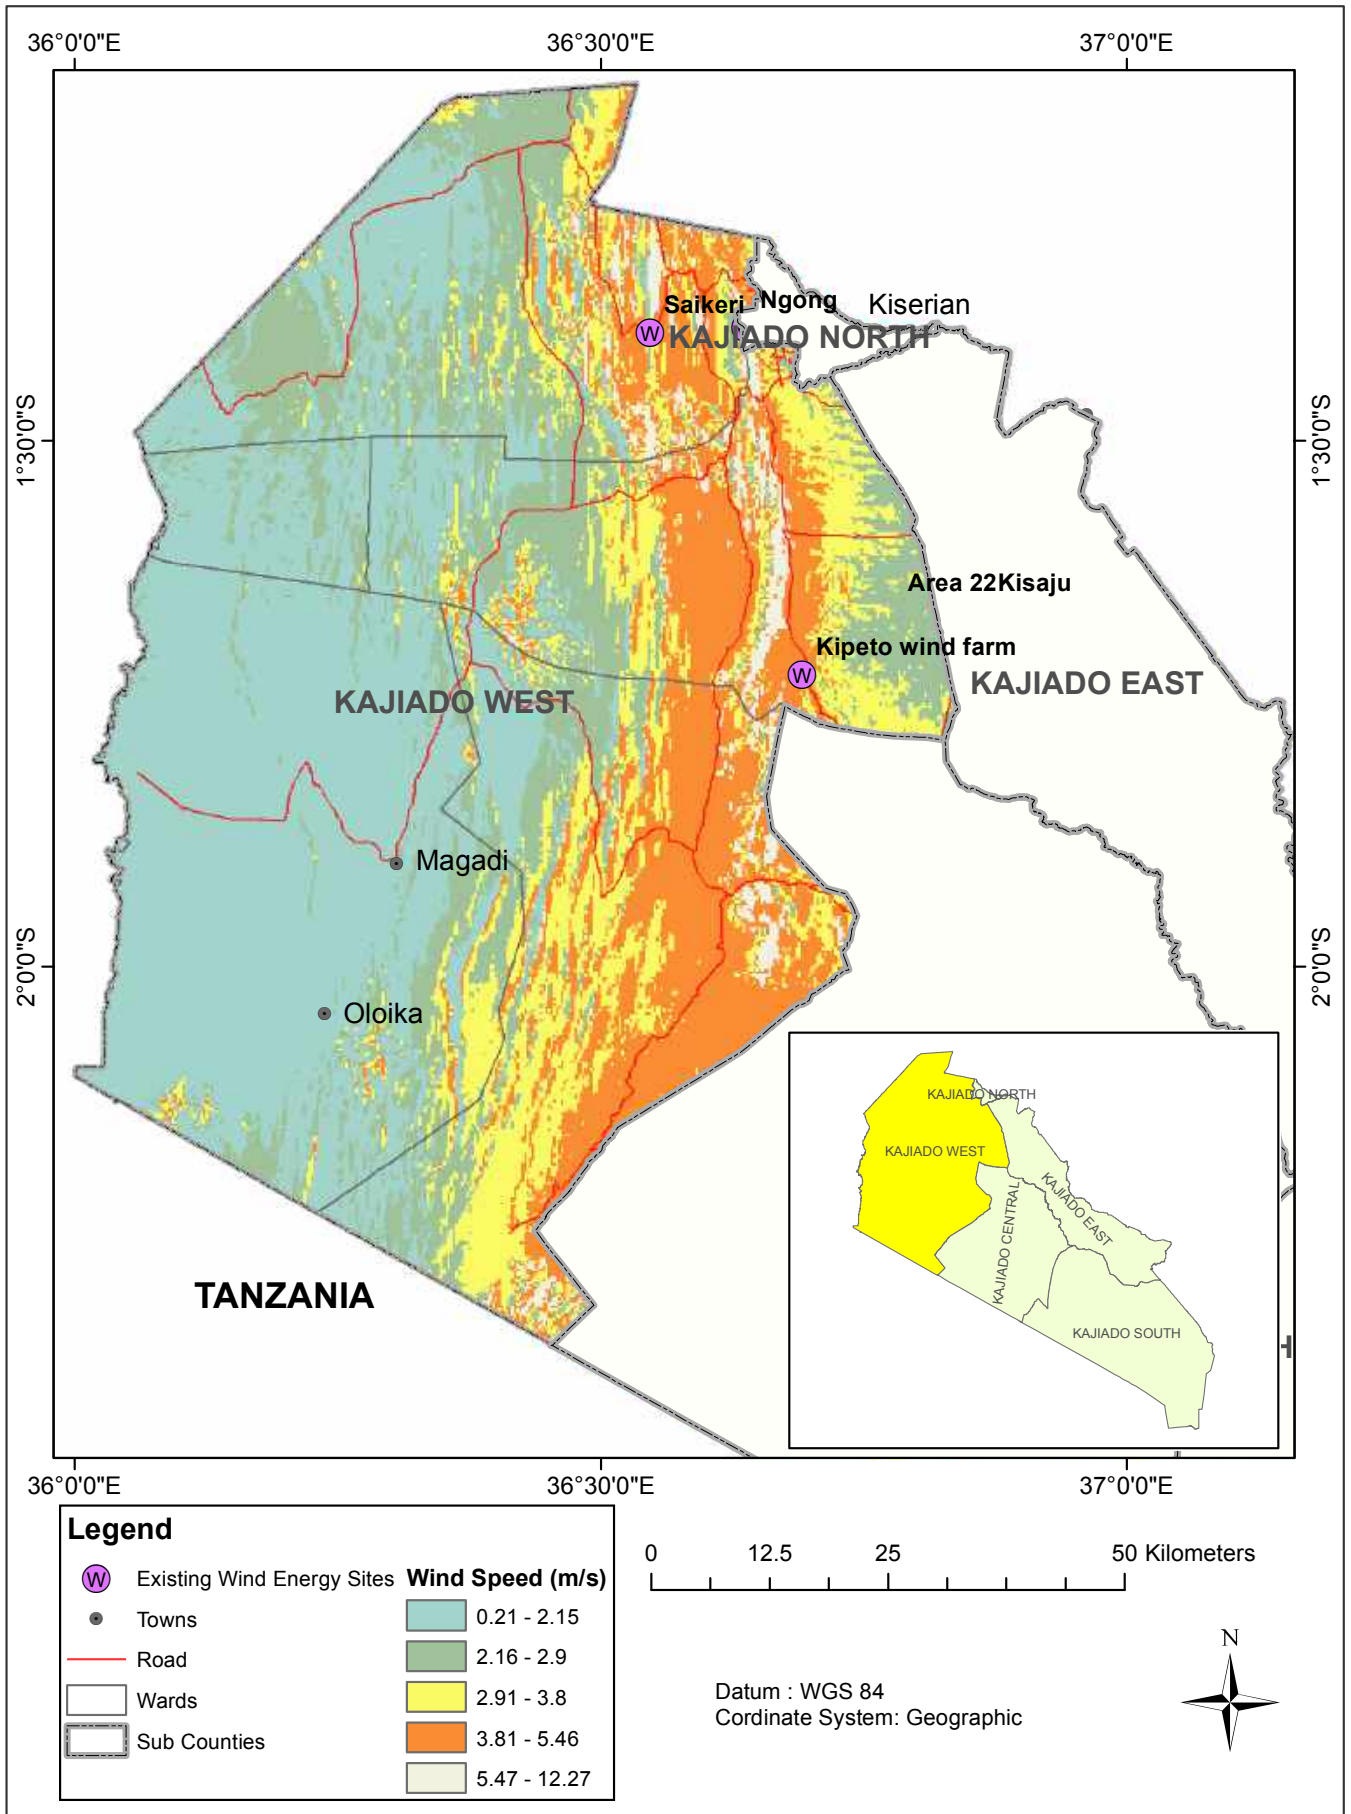 36°0'0"E 36°30'0"E 37°0'0"E
Saikeri Ngong Kiserian
KAJIADO NORTH
1°30'0"S 1°30'0"S
Area 22Kisaju
Kipeto wind farm
KAJIADO WEST KAJIADO EAST
Magadi
2°0'0"S 2°0'0"S
Oloika
TANZANIA
KAJIADO NORTH
KAJIADO WEST
KAJIADO EAST
KAJIADO CENTRAL
KAJIADO SOUTH
36°0'0"E 36°30'0"E 37°0'0"E
Legend
W Existing Wind Energy Sites
Towns
Road
Wards
Sub Counties
Wind Speed (m/s)
0.21 - 2.15
2.16 - 2.9
2.91 - 3.8
3.81 - 5.46
5.47 - 12.27
0 12.5 25 50 Kilometers
Datum : WGS 84
Cordinate System: Geographic
N
W
W